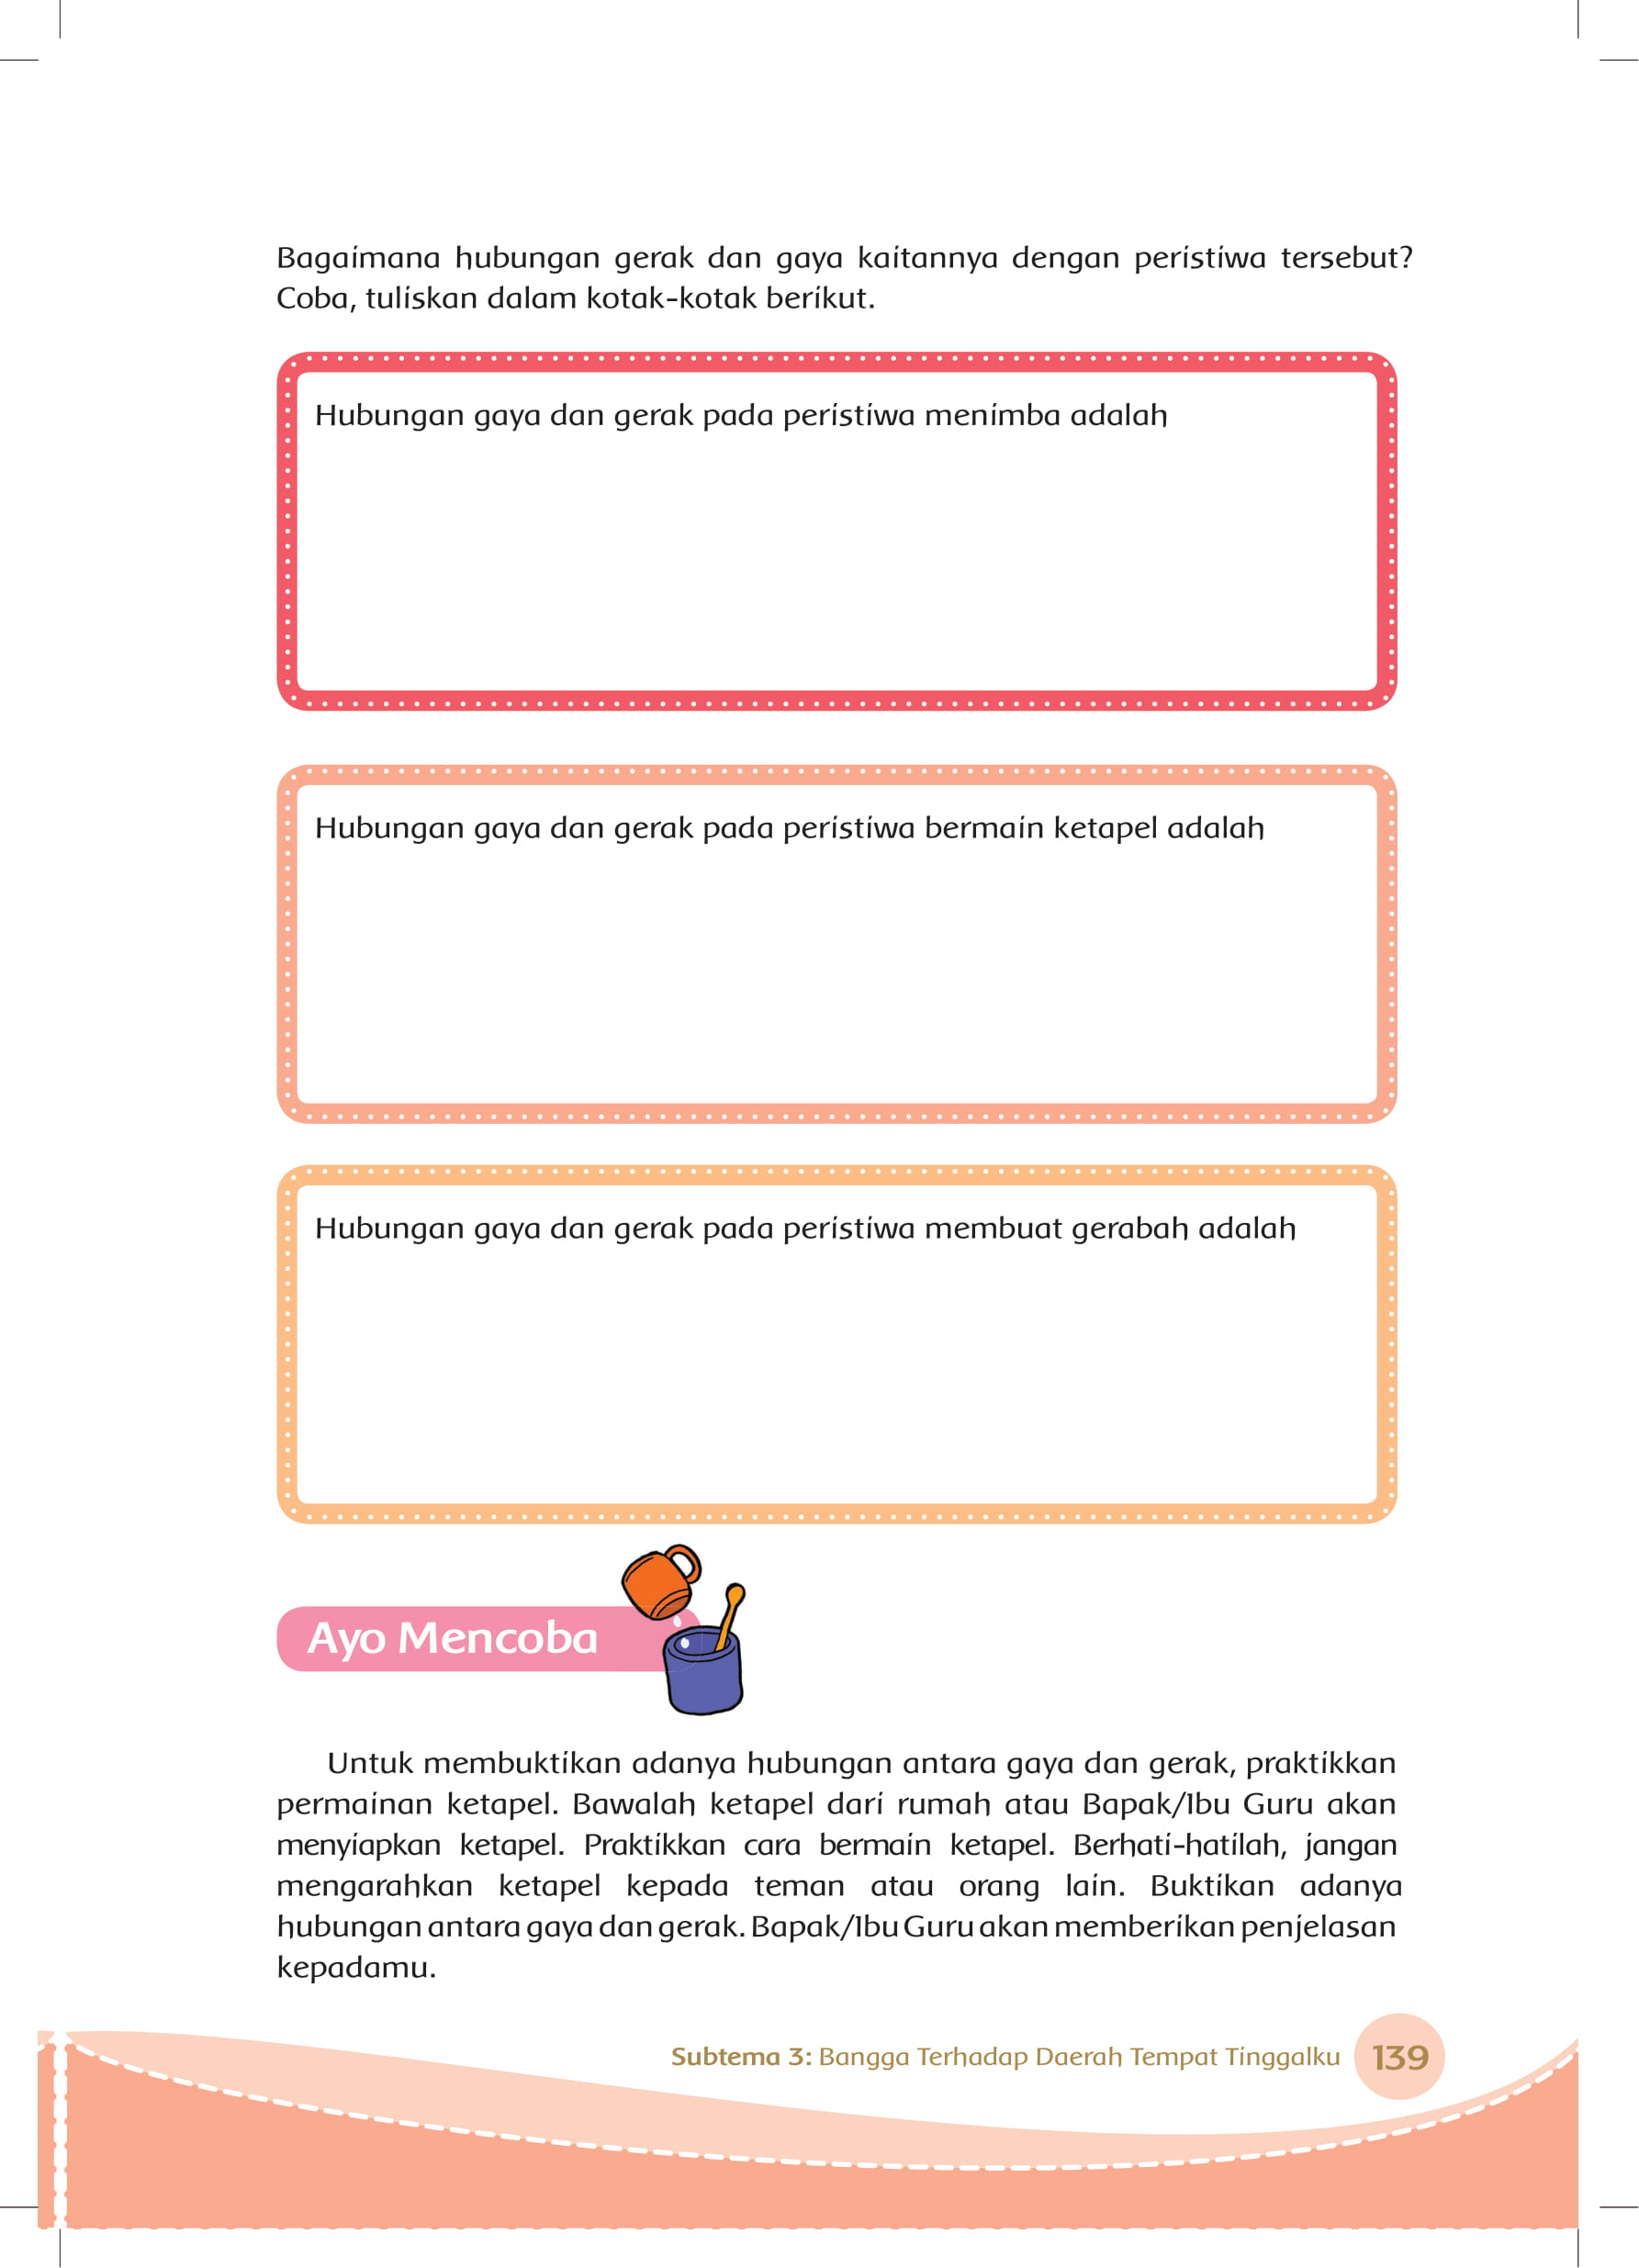 Bagaimana hubungan gerak dan gaya kaitannya dengan peristiwa tersebut?
Coba, tuliskan dalam kotak-kotak berikut.
Hubungan gaya dan gerak pada peristiwa menimba adalah
Hubungan gaya dan gerak pada peristiwa bermain ketapel adalah
Hubungan gaya dan gerak pada peristiwa membuat gerabah adalah
Ayo Mencoba
Untuk membuktikan adanya hubungan antara gaya dan gerak, praktikkan
permainan ketapel. Bawalah ketapel dari rumah atau Bapak/Ibu Guru akan
menyiapkan ketapel. Praktikkan cara bermain ketapel. Berhati-hatilah, jangan
mengarahkan ketapel kepada teman atau orang lain. Buktikan adanya
hubungan antara gaya dan gerak. Bapak/Ibu Guru akan memberikan penjelasan
kepadamu.
Subtema 3: Bangga Terhadap Daerah Tempat Tinggalku 139